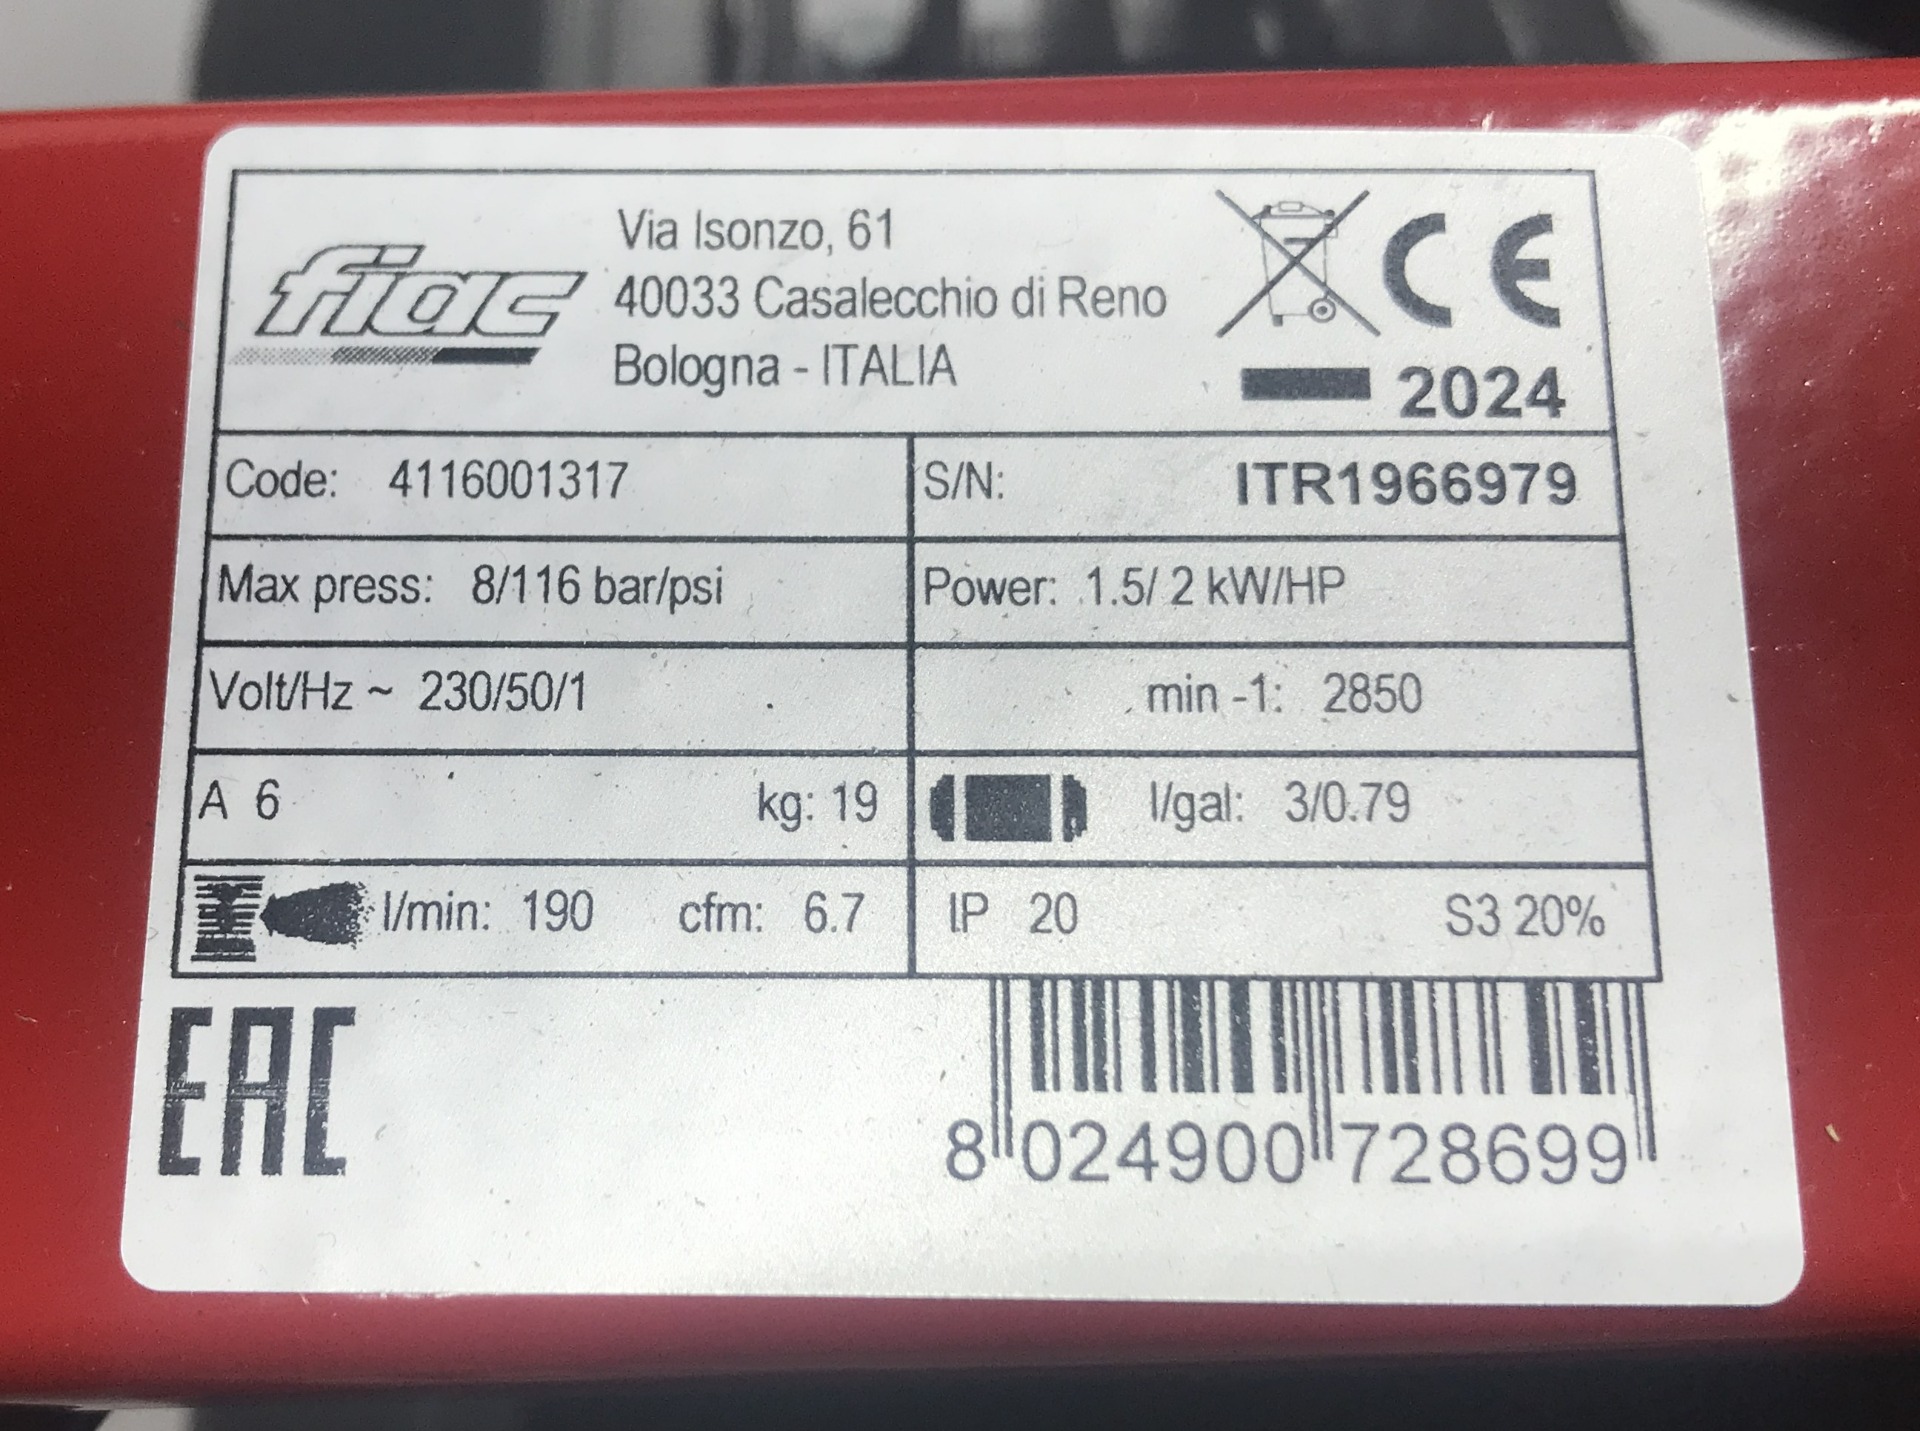 fiac
Via Isonzo, 61
40033 Casalecchio di Reno
Bologna - ITALIA
CE
2024
Code: 4116001317
S/N: ITR1966979
Max press: 8/116 bar/psi
Power: 1.5/ 2 kW/HP
Volt/Hz ~ 230/50/1
min -1: 2850
A 6 kg: 19
l/gal: 3/0.79
l/min: 190 cfm: 6.7
IP 20 S3 20%
EAC
8 024900 728699